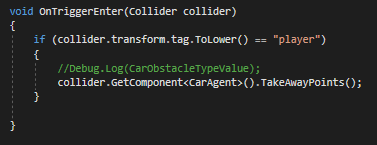 void OnTriggerEnter(Collider collider)
{
if (collider.transform.tag.ToLower() == "player")
{
//Debug.Log(CarObstacleTypeValue);
collider.GetComponent<CarAgent>().TakeAwayPoints();
}
}